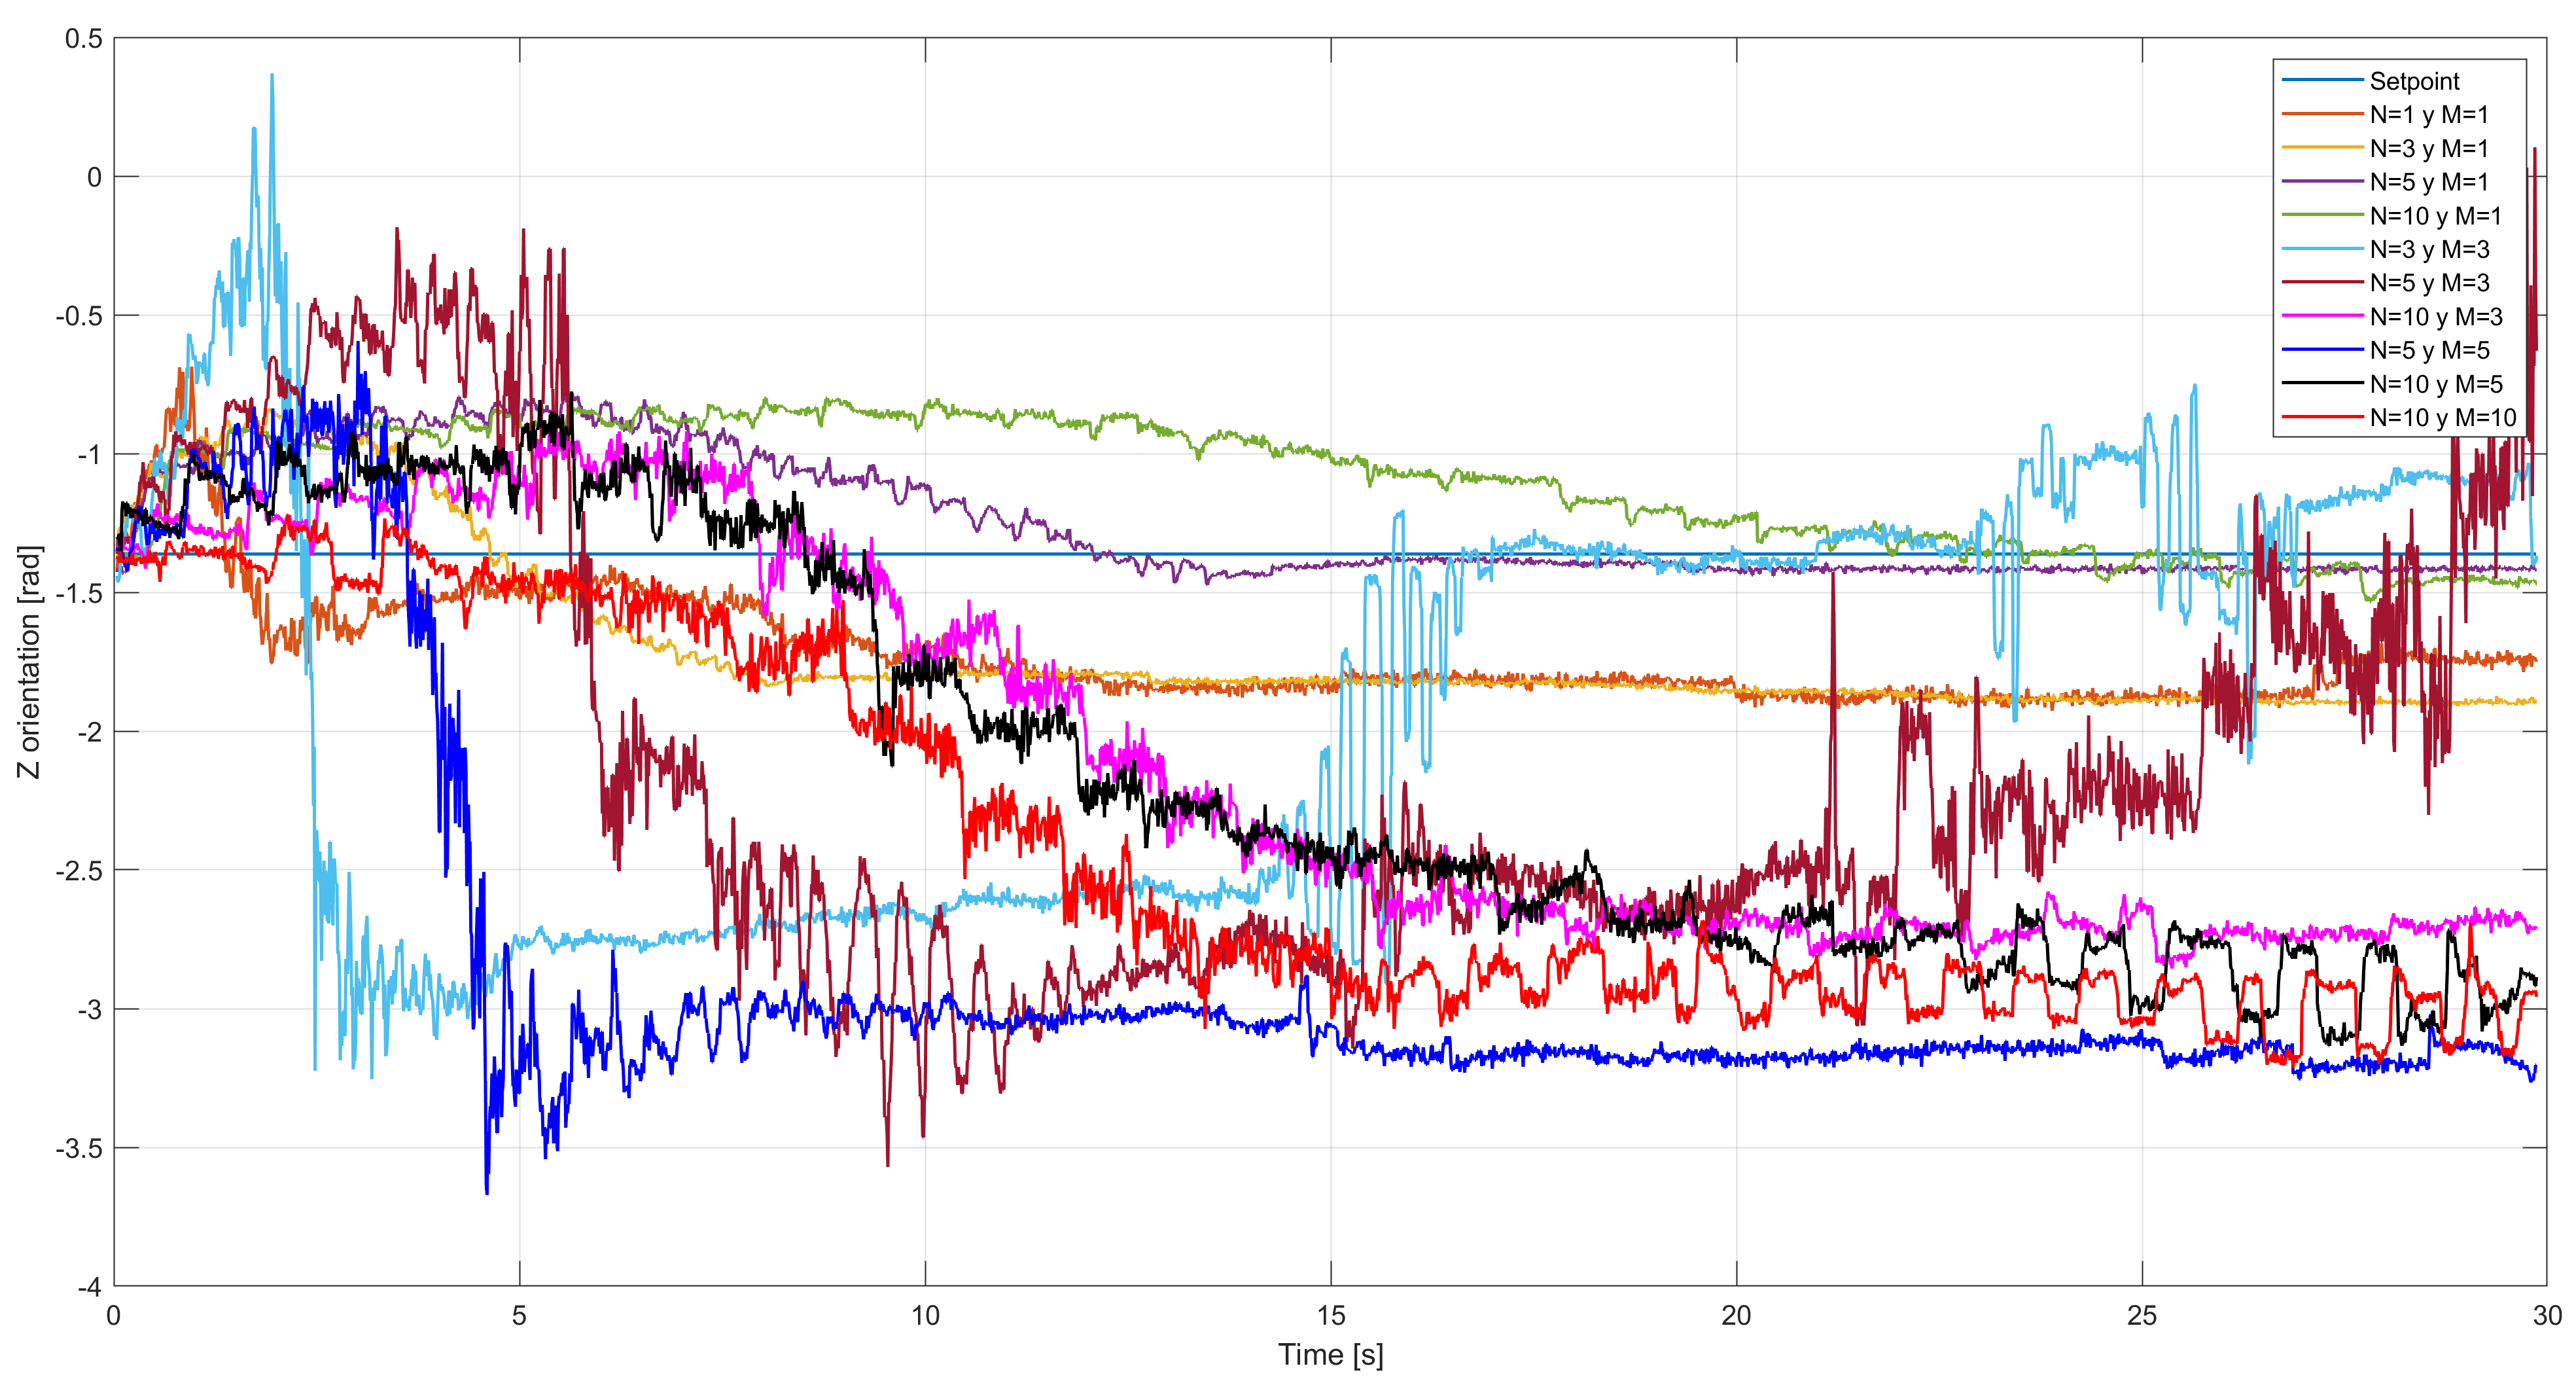 0.5
0
-0.5
-1
-1.5
-2
-2.5
-3
-3.5
-4
Z orientation [rad]
0
5
10
15
20
25
30
Time [s]
Setpoint
N=1 y M=1
N=3 y M=1
N=5 y M=1
N=10 y M=1
N=3 y M=3
N=5 y M=3
N=10 y M=3
N=5 y M=5
N=10 y M=5
N=10 y M=10